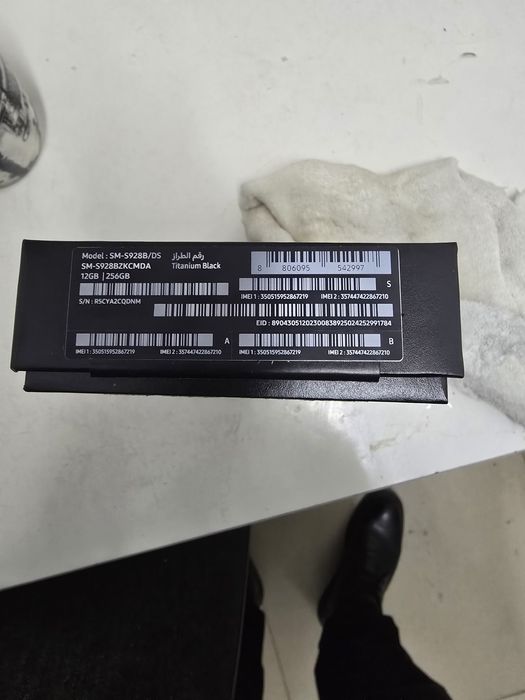 Model : SM-S928B/DS رقم الطراز
SM-S928BZKCMDA Titanium Black
12GB | 256GB
8 806095 542997
S
S/N : R5CYA2CQDNM
IMEI 1 : 350515952867219 IMEI 2 : 357447422867210
EID : 89043051202300838925024252991784
A
IMEI 1 : 350515952867219 IMEI 2 : 357447422867210
B
IMEI 1 : 350515952867219 IMEI 2 : 357447422867210